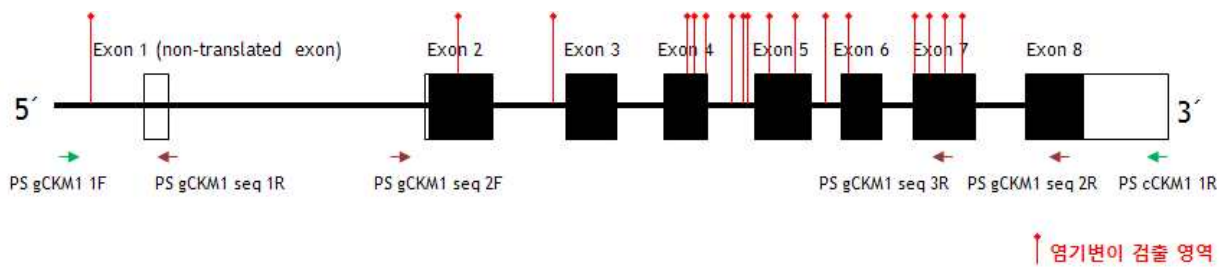 Exon 1 (non-translated exon) Exon 2 Exon 3 Exon 4 Exon 5 Exon 6 Exon 7 Exon 8
5´ 3´
PS gCKM1 1F PS gCKM1 seq 1R PS gCKM1 seq 2F PS gCKM1 seq 3R PS gCKM1 seq 2R PS cCKM1 1R
염기변이 검출 영역